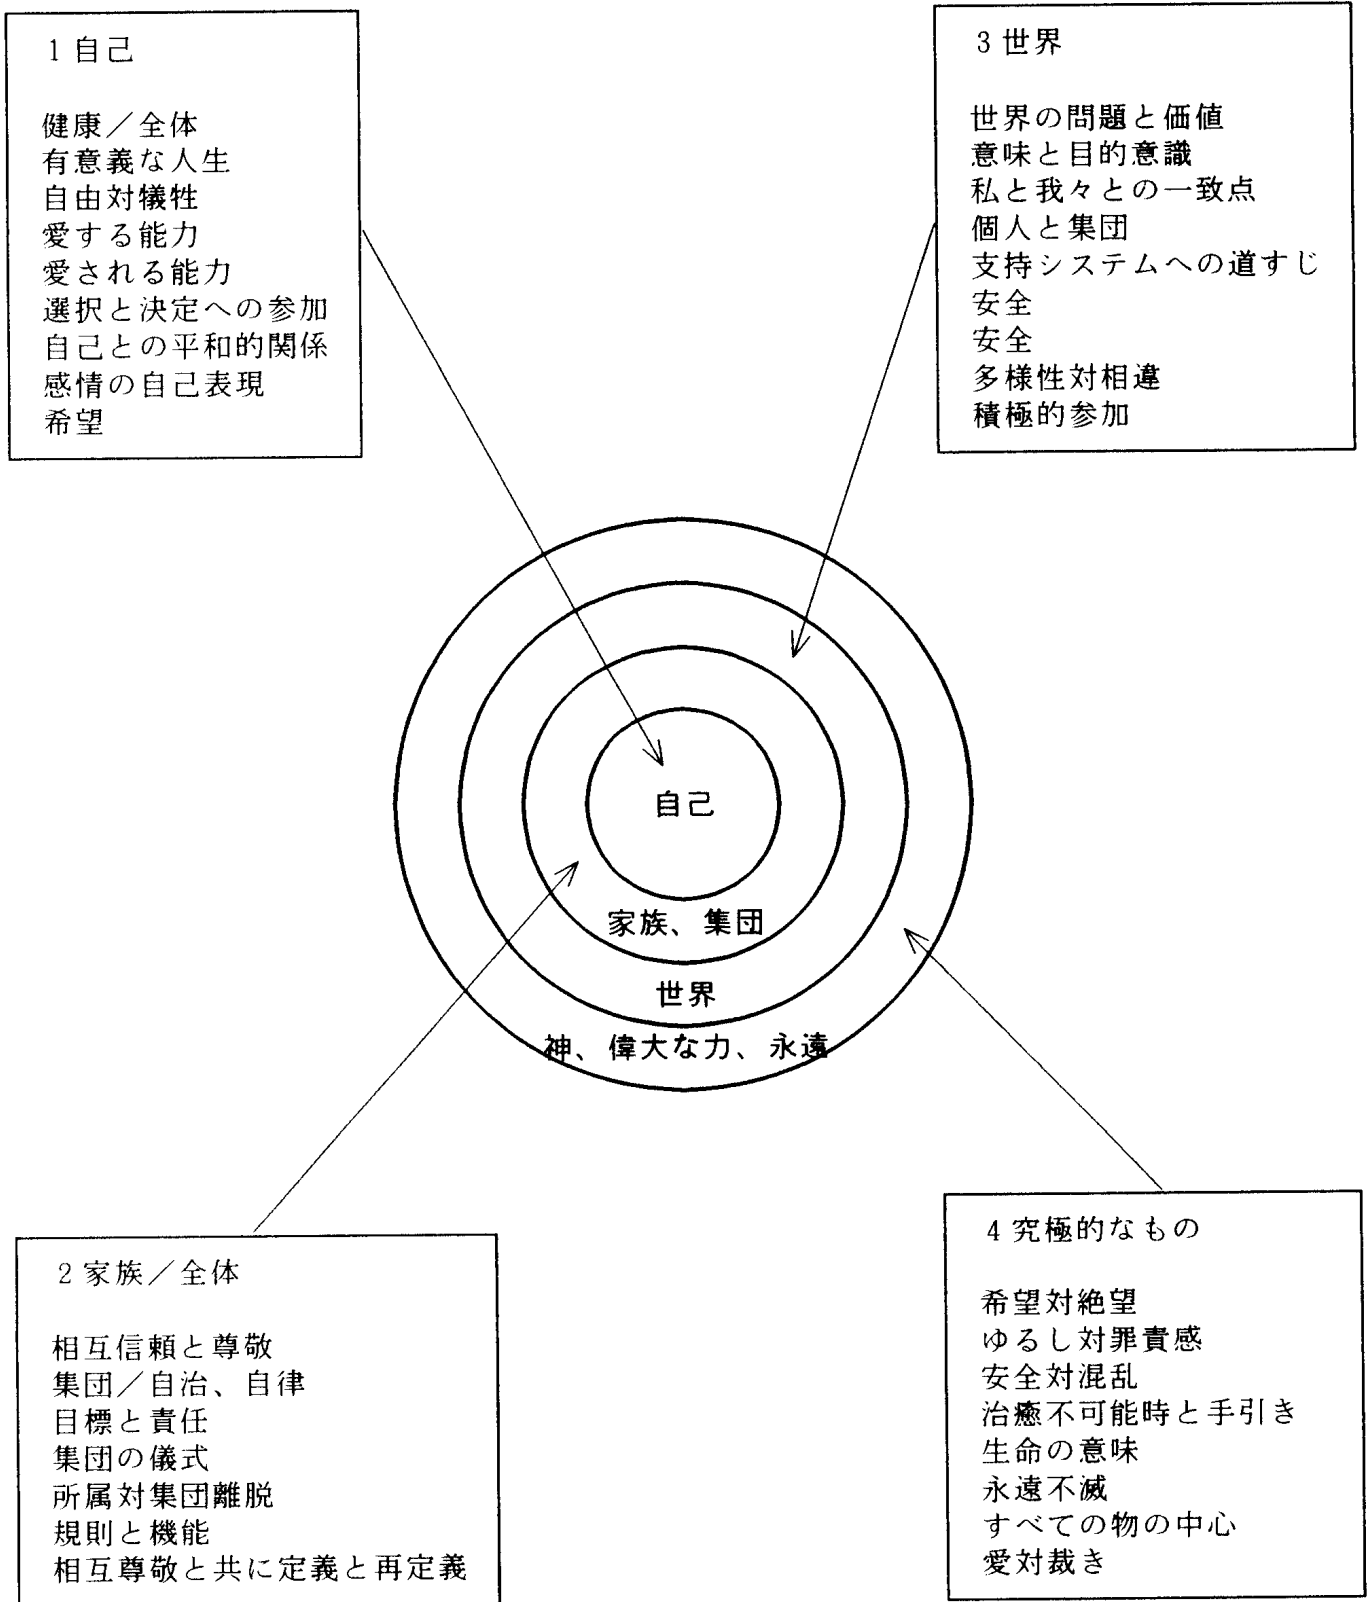 1 自己
健康／全体
有意義な人生
自由対犠牲
愛する能力
愛される能力
選択と決定への参加
自己との平和的関係
感情の自己表現
希望
3 世界
世界の問題と価値
意味と目的意識
私と我々との一致点
個人と集団
支持システムへの道すじ
安全
安全
多様性対相違
積極的参加
自己
家族、集団
世界
神、偉大な力、永遠
2 家族／全体
相互信頼と尊敬
集団／自治、自律
目標と責任
集団の儀式
所属対集団離脱
規則と機能
相互尊敬と共に定義と再定義
4 究極的なもの
希望対絶望
ゆるし対罪責感
安全対混乱
治癒不可能時と手引き
生命の意味
永遠不滅
すべての物の中心
愛対裁き